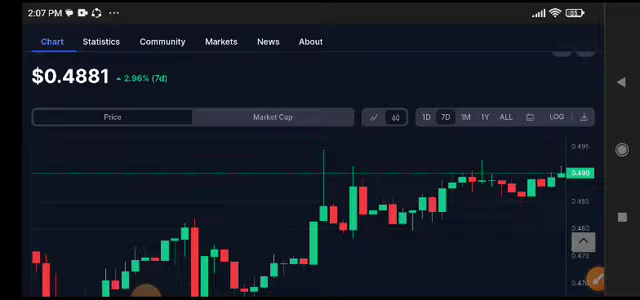 2:07 PM
Chart Statistics Community Markets News About
$0.4881 2.96% (7d)
Price Market Cap 1D 7D 1M 1Y ALL LOG
0.495
0.490
0.485
0.480
0.475
0.470